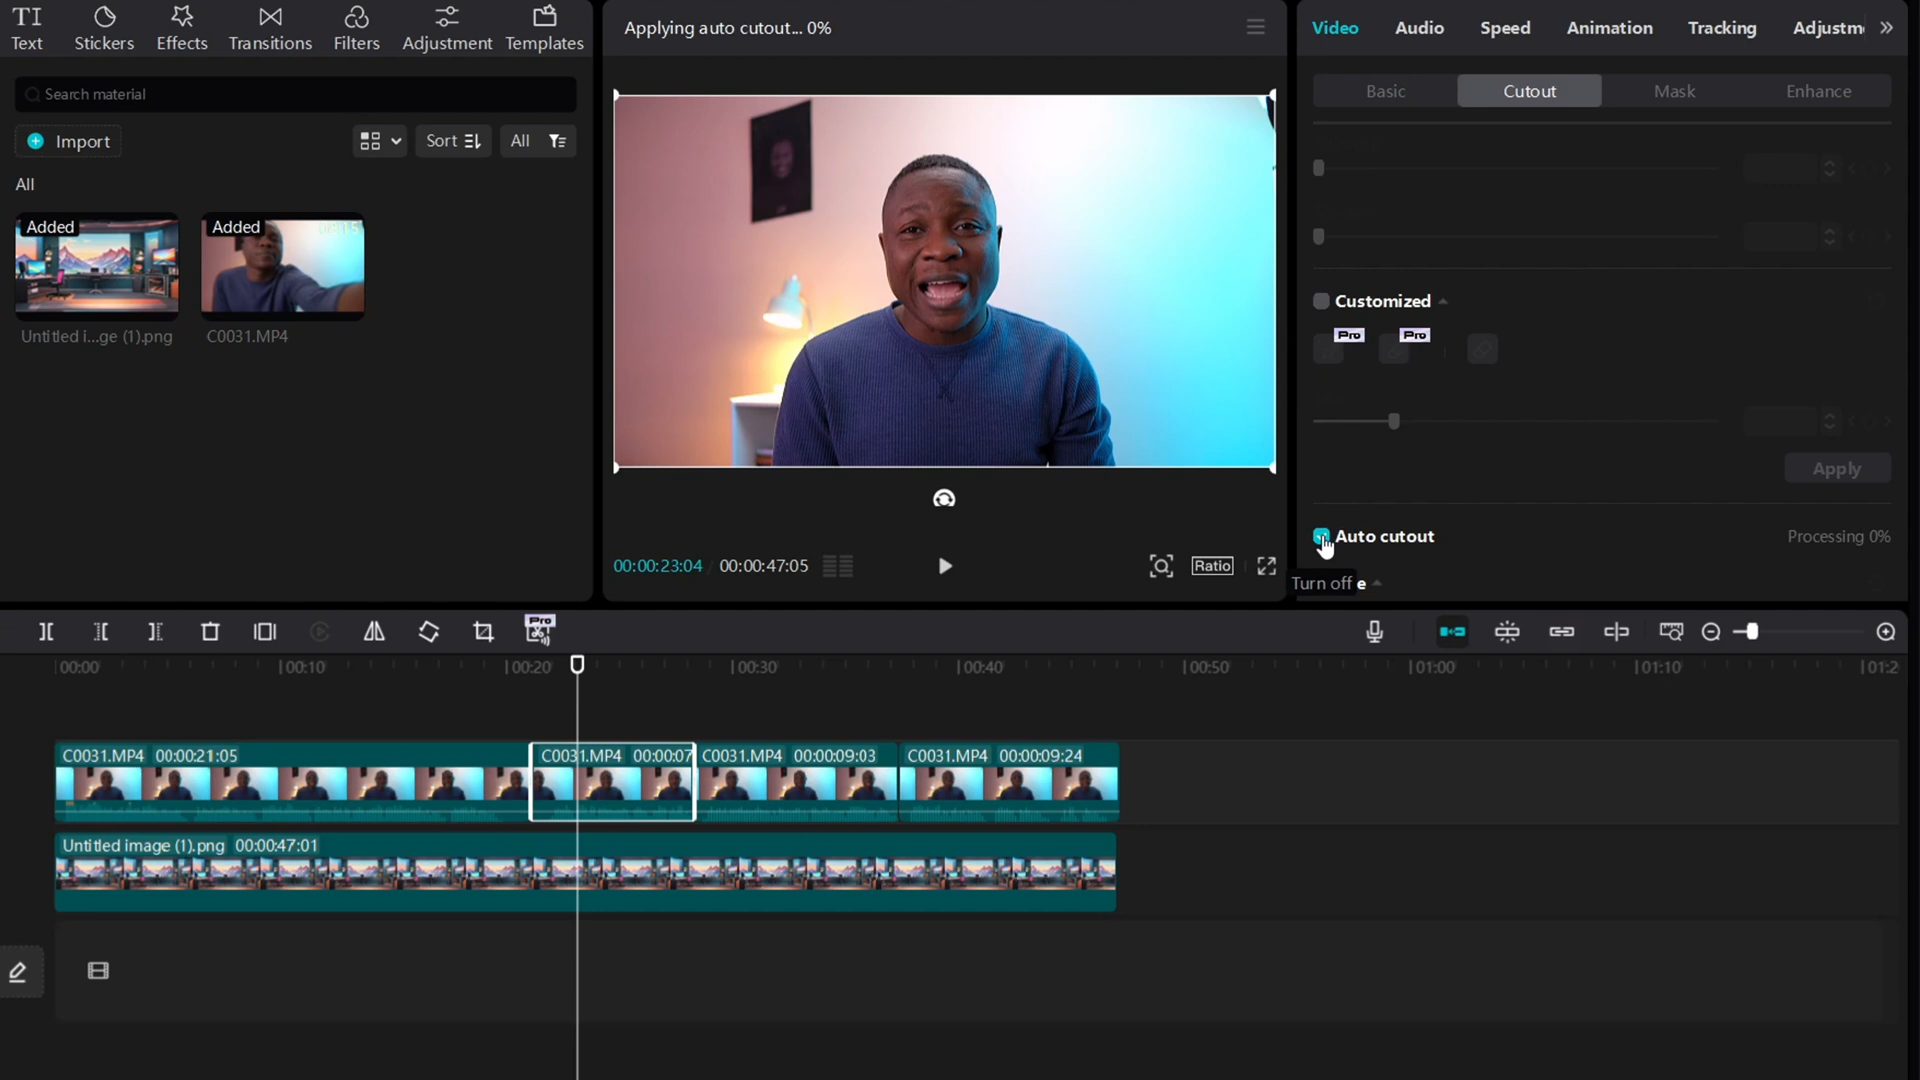 TI
Text
Stickers
Effects
Transitions
Filters
Adjustment
Templates
Search material
Import
Sort
All
All
Added
Untitled i...ge (1).png
Added
C0031.MP4
Applying auto cutout... 0%
00:00:23:04
00:00:47:05
Ratio
Video
Audio
Speed
Animation
Tracking
Adjustm
Basic
Cutout
Mask
Enhance
Customized
Pro
Pro
Apply
Auto cutout
Processing 0%
Turn off e
Pro
00:00
00:10
00:20
00:30
00:40
00:50
01:00
01:10
01:2
C0031.MP4 00:00:21:05
C0031.MP4 00:00:07
C0031.MP4 00:00:09:03
C0031.MP4 00:00:09:24
Untitled image (1).png 00:00:47:01